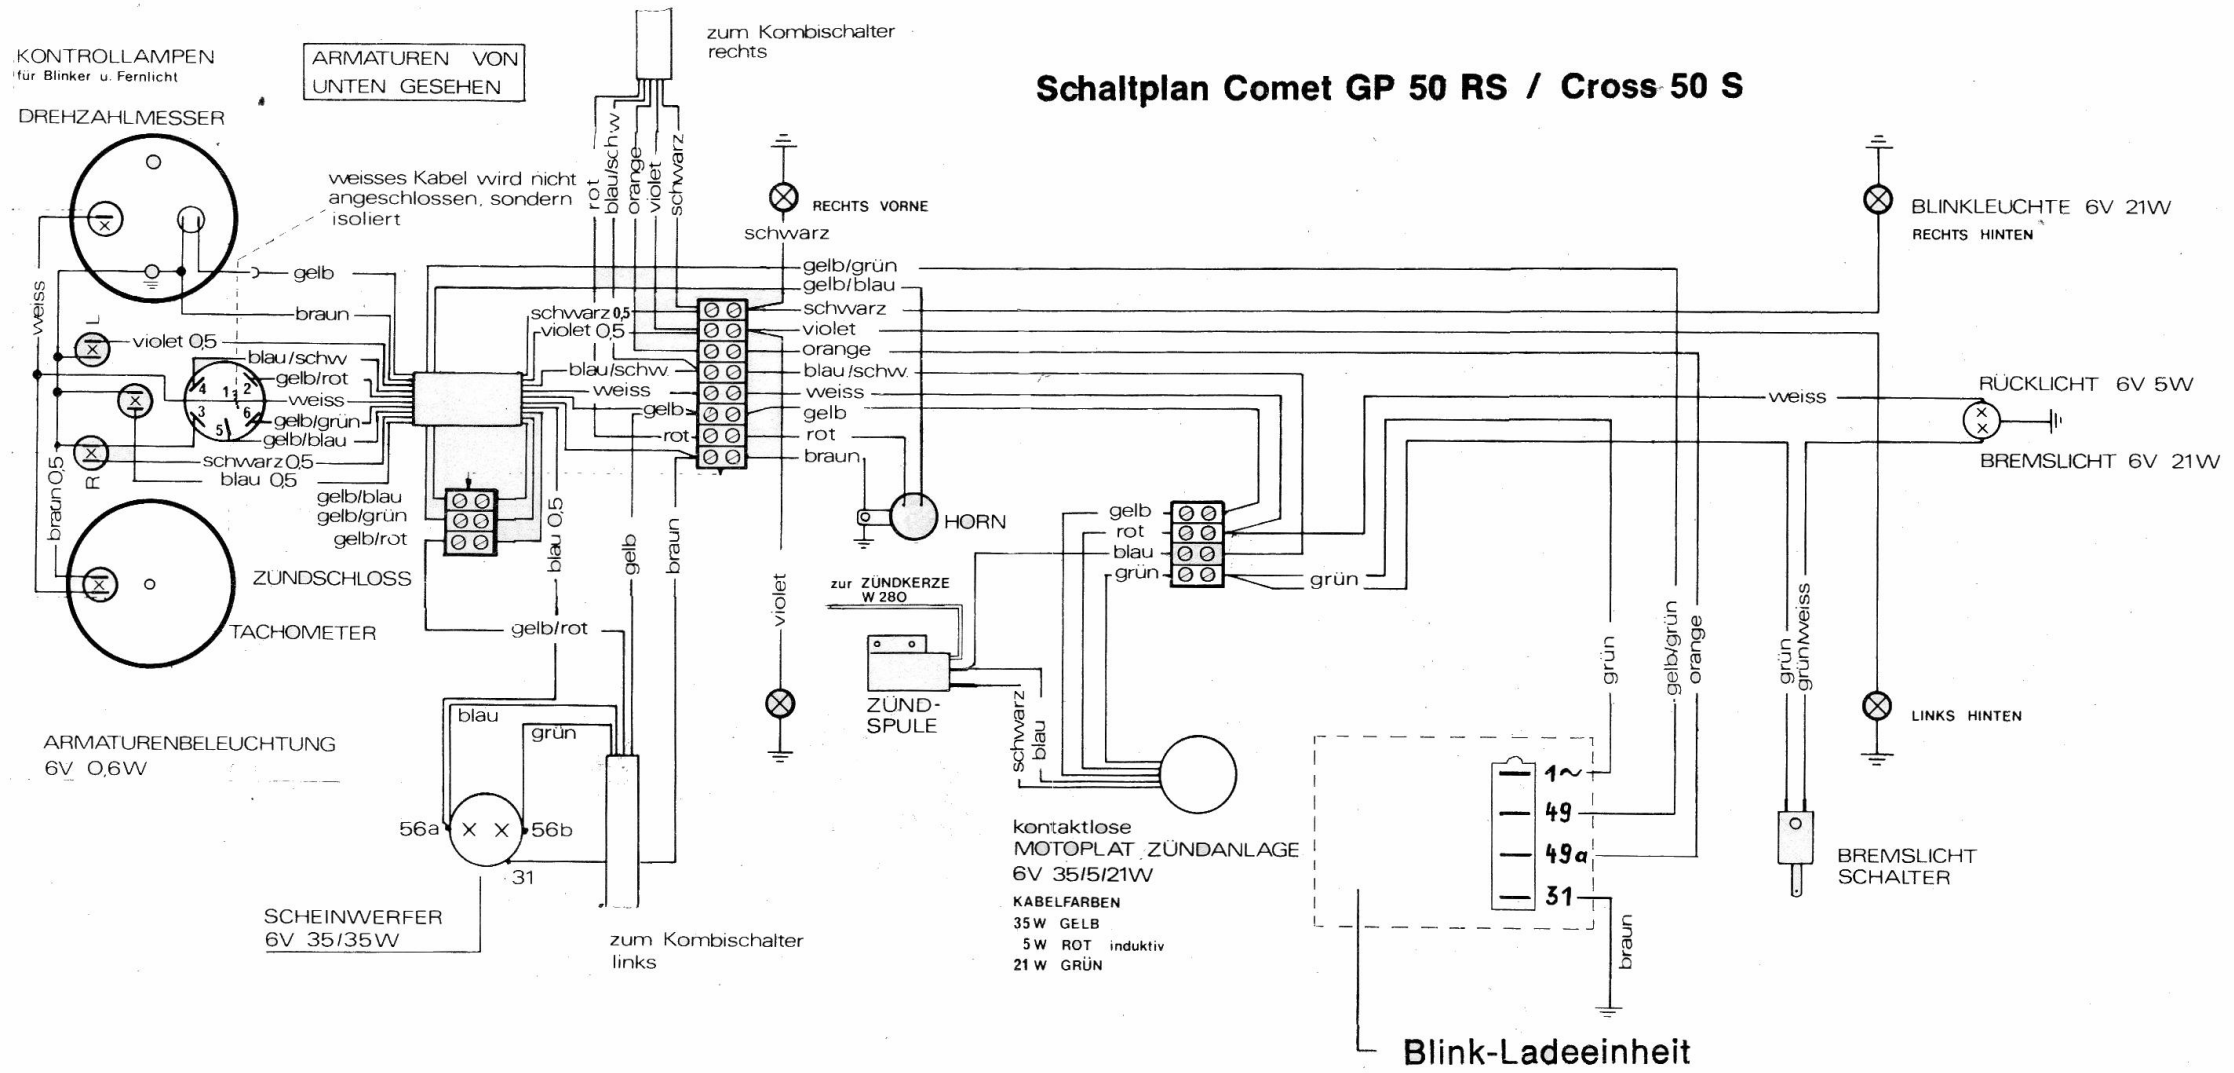 KONTROLLAMPEN
für Blinker u. Fernlicht
ARMATUREN VON
UNTEN GESEHEN
zum Kombischalter
rechts
Schaltplan Comet GP 50 RS / Cross 50 S
DREHZAHLMESSER
weisses Kabel wird nicht
angeschlossen, sondern
isoliert
rot
blau/schw
orange
violet
schwarz
RECHTS VORNE
schwarz
BLINKLEUCHTE 6V 21W
RECHTS HINTEN
gelb
braun
weiss
L
violet 0,5
blau/schw
gelb/rot
weiss
gelb/grün
gelb/blau
schwarz 0,5
blau 0,5
R
braun 0,5
4
1
2
3
3
6
5
schwarz 0,5
violet 0,5
blau/schw.
weiss
gelb
rot
gelb/grün
gelb/blau
schwarz
violet
orange
blau/schw.
weiss
gelb
rot
braun
weiss
RÜCKLICHT 6V 5W
BREMSLICHT 6V 21W
gelb/blau
gelb/grün
gelb/rot
ZÜNDSCHLOSS
HORN
gelb
rot
blau
grün
grün
blau 0,5
gelb
braun
violet
zur ZÜNDKERZE
W 280
TACHOMETER
gelb/rot
ZÜND-
SPULE
schwarz
blau
grün
gelb/grün
orange
grün
grün/weiss
LINKS HINTEN
ARMATURENBELEUCHTUNG
6V 0,6W
blau
grün
56a
56b
31
SCHEINWERFER
6V 35/35W
zum Kombischalter
links
kontaktlose
MOTOPLAT ZÜNDANLAGE
6V 35/5/21W
KABELFARBEN
35W GELB
5W ROT induktiv
21W GRÜN
1~
49
49a
31
braun
BREMSLICHT
SCHALTER
Blink-Ladeeinheit